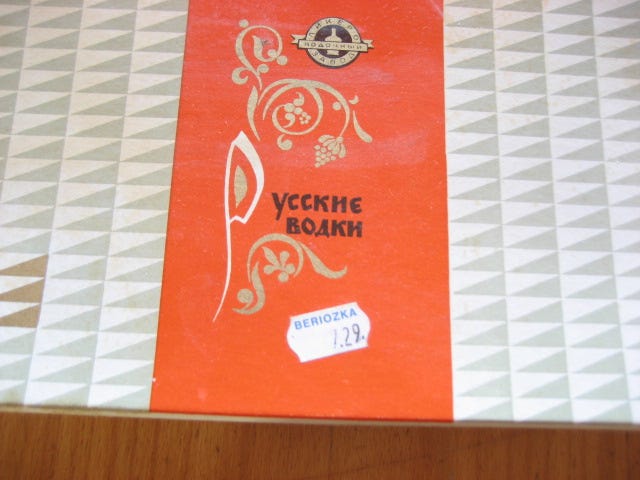 ЛИКЕРО
ВОДОЧНЫЙ
ЗАВОД
Русские
водки
BERIOZKA
7.29.